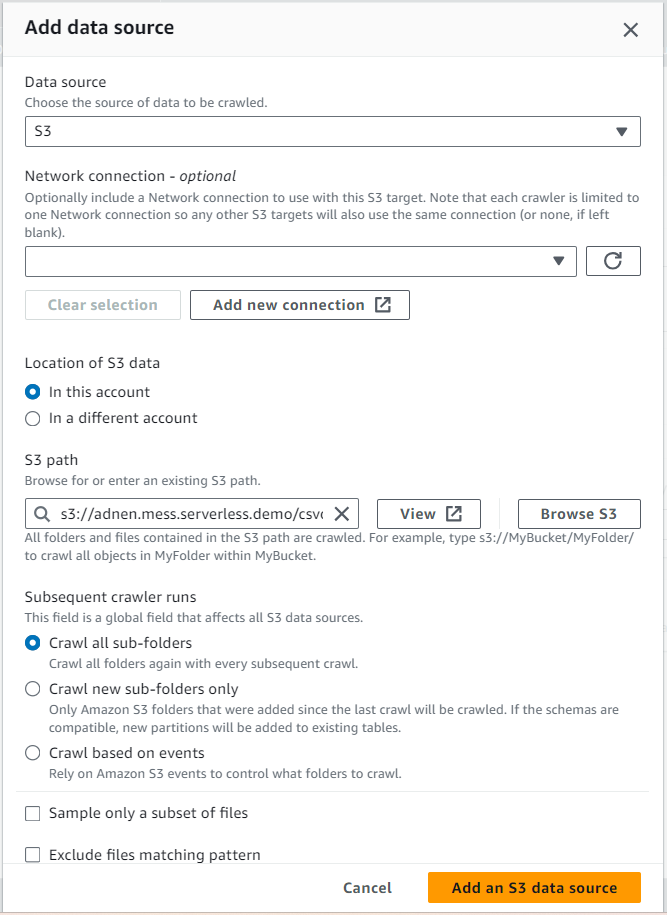 Add data source
Data source
Choose the source of data to be crawled.
S3
Network connection - optional
Optionally include a Network connection to use with this S3 target. Note that each crawler is limited to
one Network connection so any other S3 targets will also use the same connection (or none, if left
blank).
Clear selection Add new connection
Location of S3 data
In this account
In a different account
S3 path
Browse for or enter an existing S3 path.
s3://adnen.mess.serverless.demo/csv View Browse S3
All folders and files contained in the S3 path are crawled. For example, type s3://MyBucket/MyFolder/
to crawl all objects in MyFolder within MyBucket.
Subsequent crawler runs
This field is a global field that affects all S3 data sources.
Crawl all sub-folders
Crawl all folders again with every subsequent crawl.
Crawl new sub-folders only
Only Amazon S3 folders that were added since the last crawl will be crawled. If the schemas are
compatible, new partitions will be added to existing tables.
Crawl based on events
Rely on Amazon S3 events to control what folders to crawl.
Sample only a subset of files
Exclude files matching pattern
Cancel Add an S3 data source